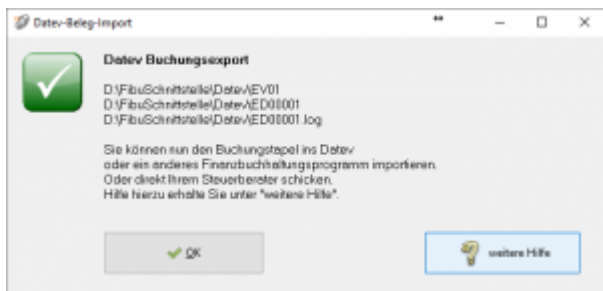 Datev-Beleg-Import
Datev Buchungsexport
D:\FibuSchnittstelle\Datev\EV01
D:\FibuSchnittstelle\Datev\ED00001
D:\FibuSchnittstelle\Datev\ED00001.log
Sie können nun den Buchungstapel ins Datev
oder ein anderes Finanzbuchhaltungsprogramm importieren.
Oder direkt Ihrem Steuerberater schicken.
Hilfe hierzu erhalte Sie unter "weitere Hilfe".
OK
weitere Hilfe